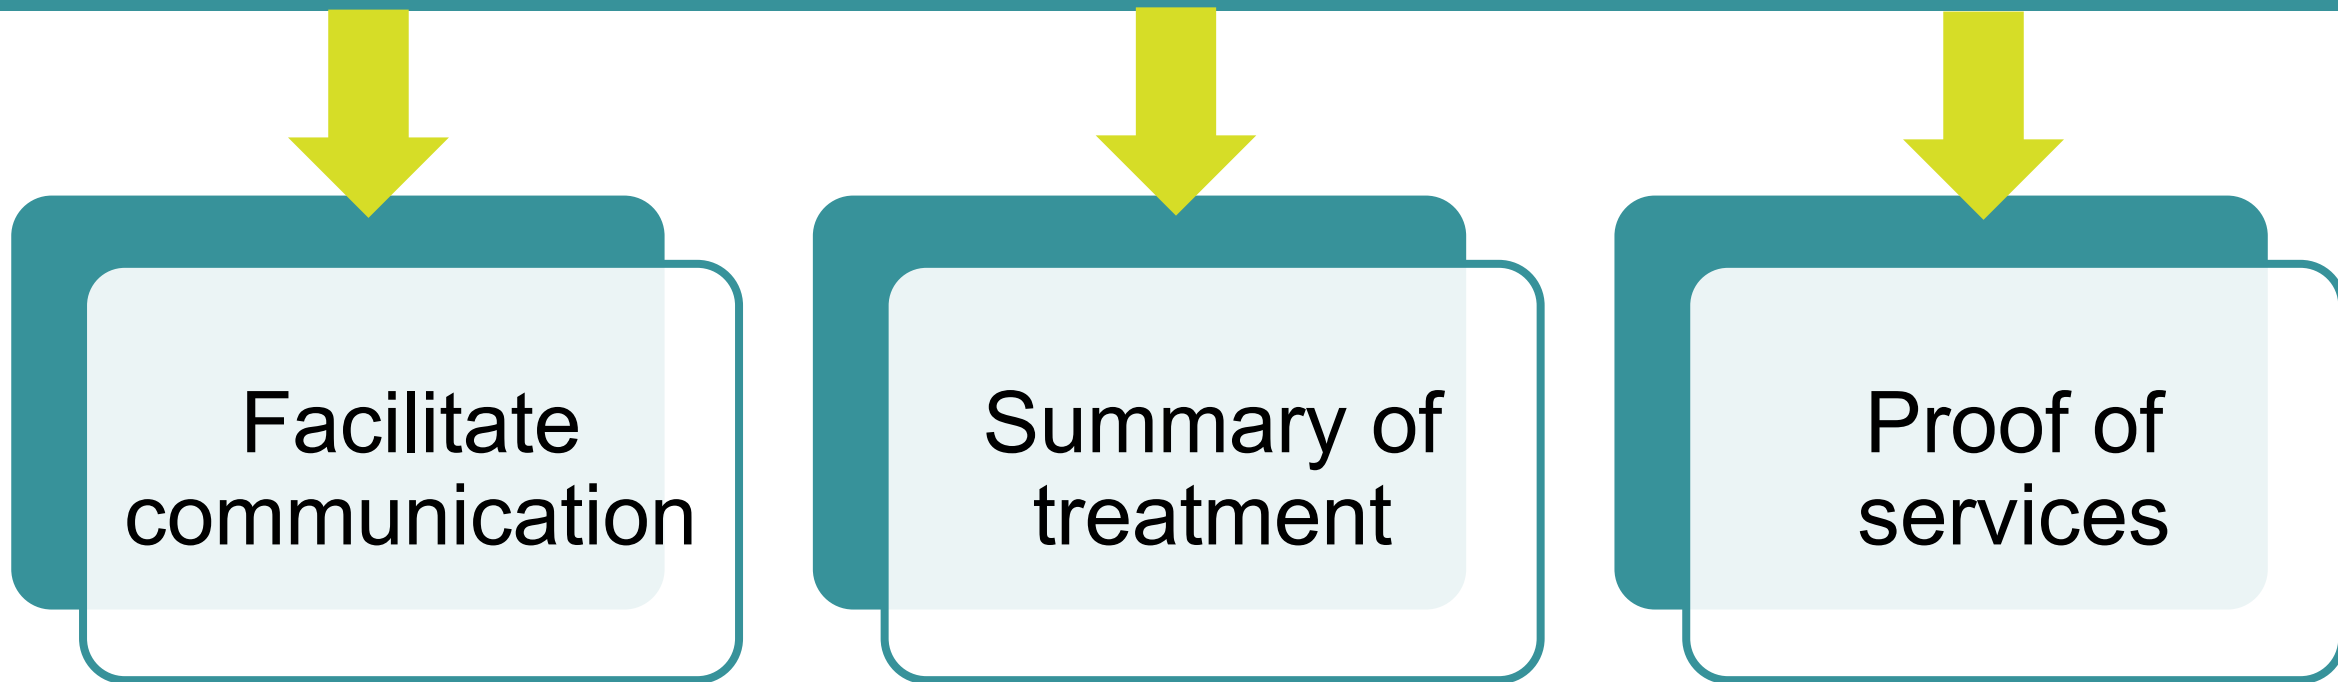 Facilitate
communication
Summary of
treatment
Proof of
services